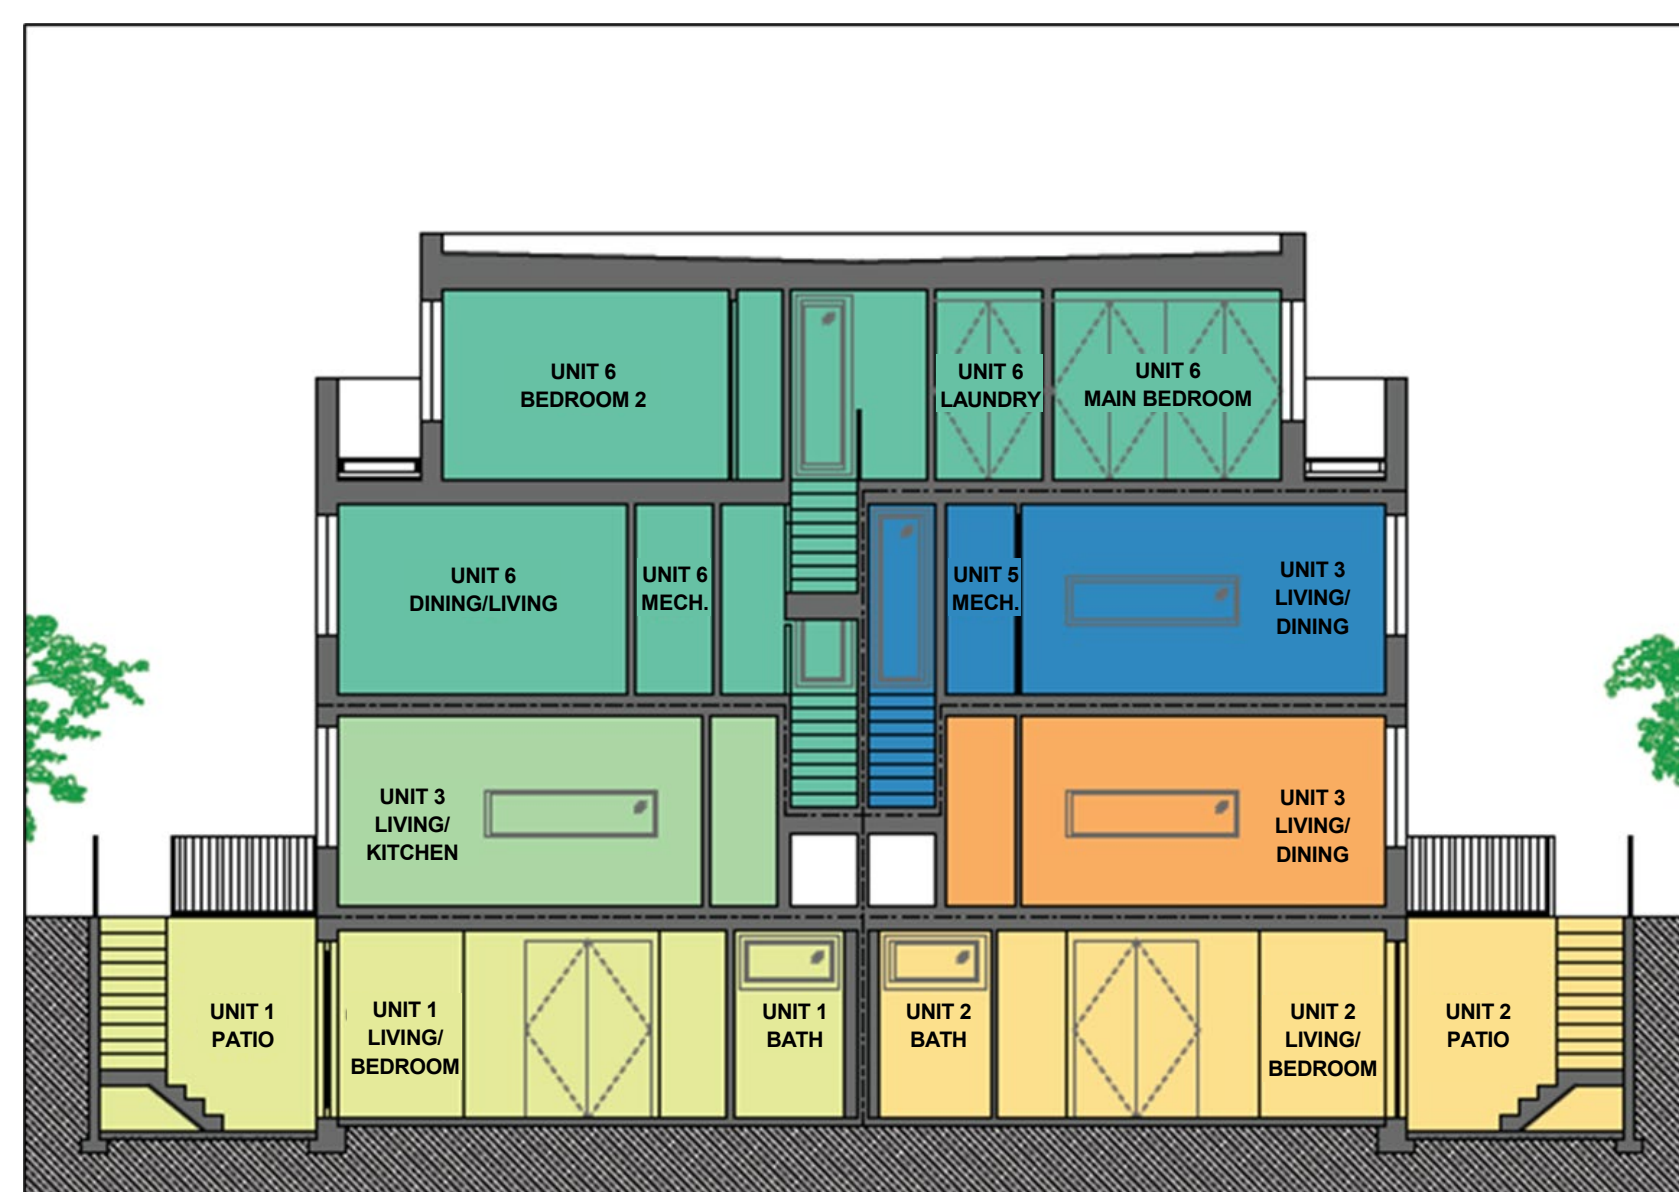 UNIT 6
BEDROOM 2
UNIT 6
LAUNDRY
UNIT 6
MAIN BEDROOM
UNIT 6
DINING/LIVING
UNIT 6
MECH.
UNIT 5
MECH.
UNIT 3
LIVING/
DINING
UNIT 3
LIVING/
KITCHEN
UNIT 3
LIVING/
DINING
UNIT 1
PATIO
UNIT 1
LIVING/
BEDROOM
UNIT 1
BATH
UNIT 2
BATH
UNIT 2
LIVING/
BEDROOM
UNIT 2
PATIO